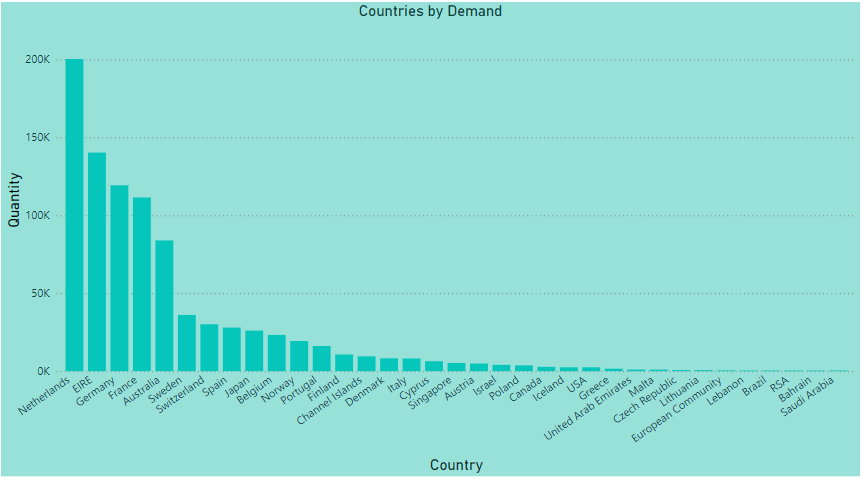 Countries by Demand
200K
150K
100K
50K
0K
Quantity
Netherlands
EIRE
Germany
France
Australia
Sweden
Switzerland
Spain
Japan
Belgium
Norway
Portugal
Finland
Channel Islands
Denmark
Italy
Cyprus
Singapore
Austria
Israel
Poland
Canada
Iceland
USA
Greece
United Arab Emirates
Malta
Czech Republic
Lithuania
European Community
Lebanon
Brazil
RSA
Bahrain
Saudi Arabia
Country